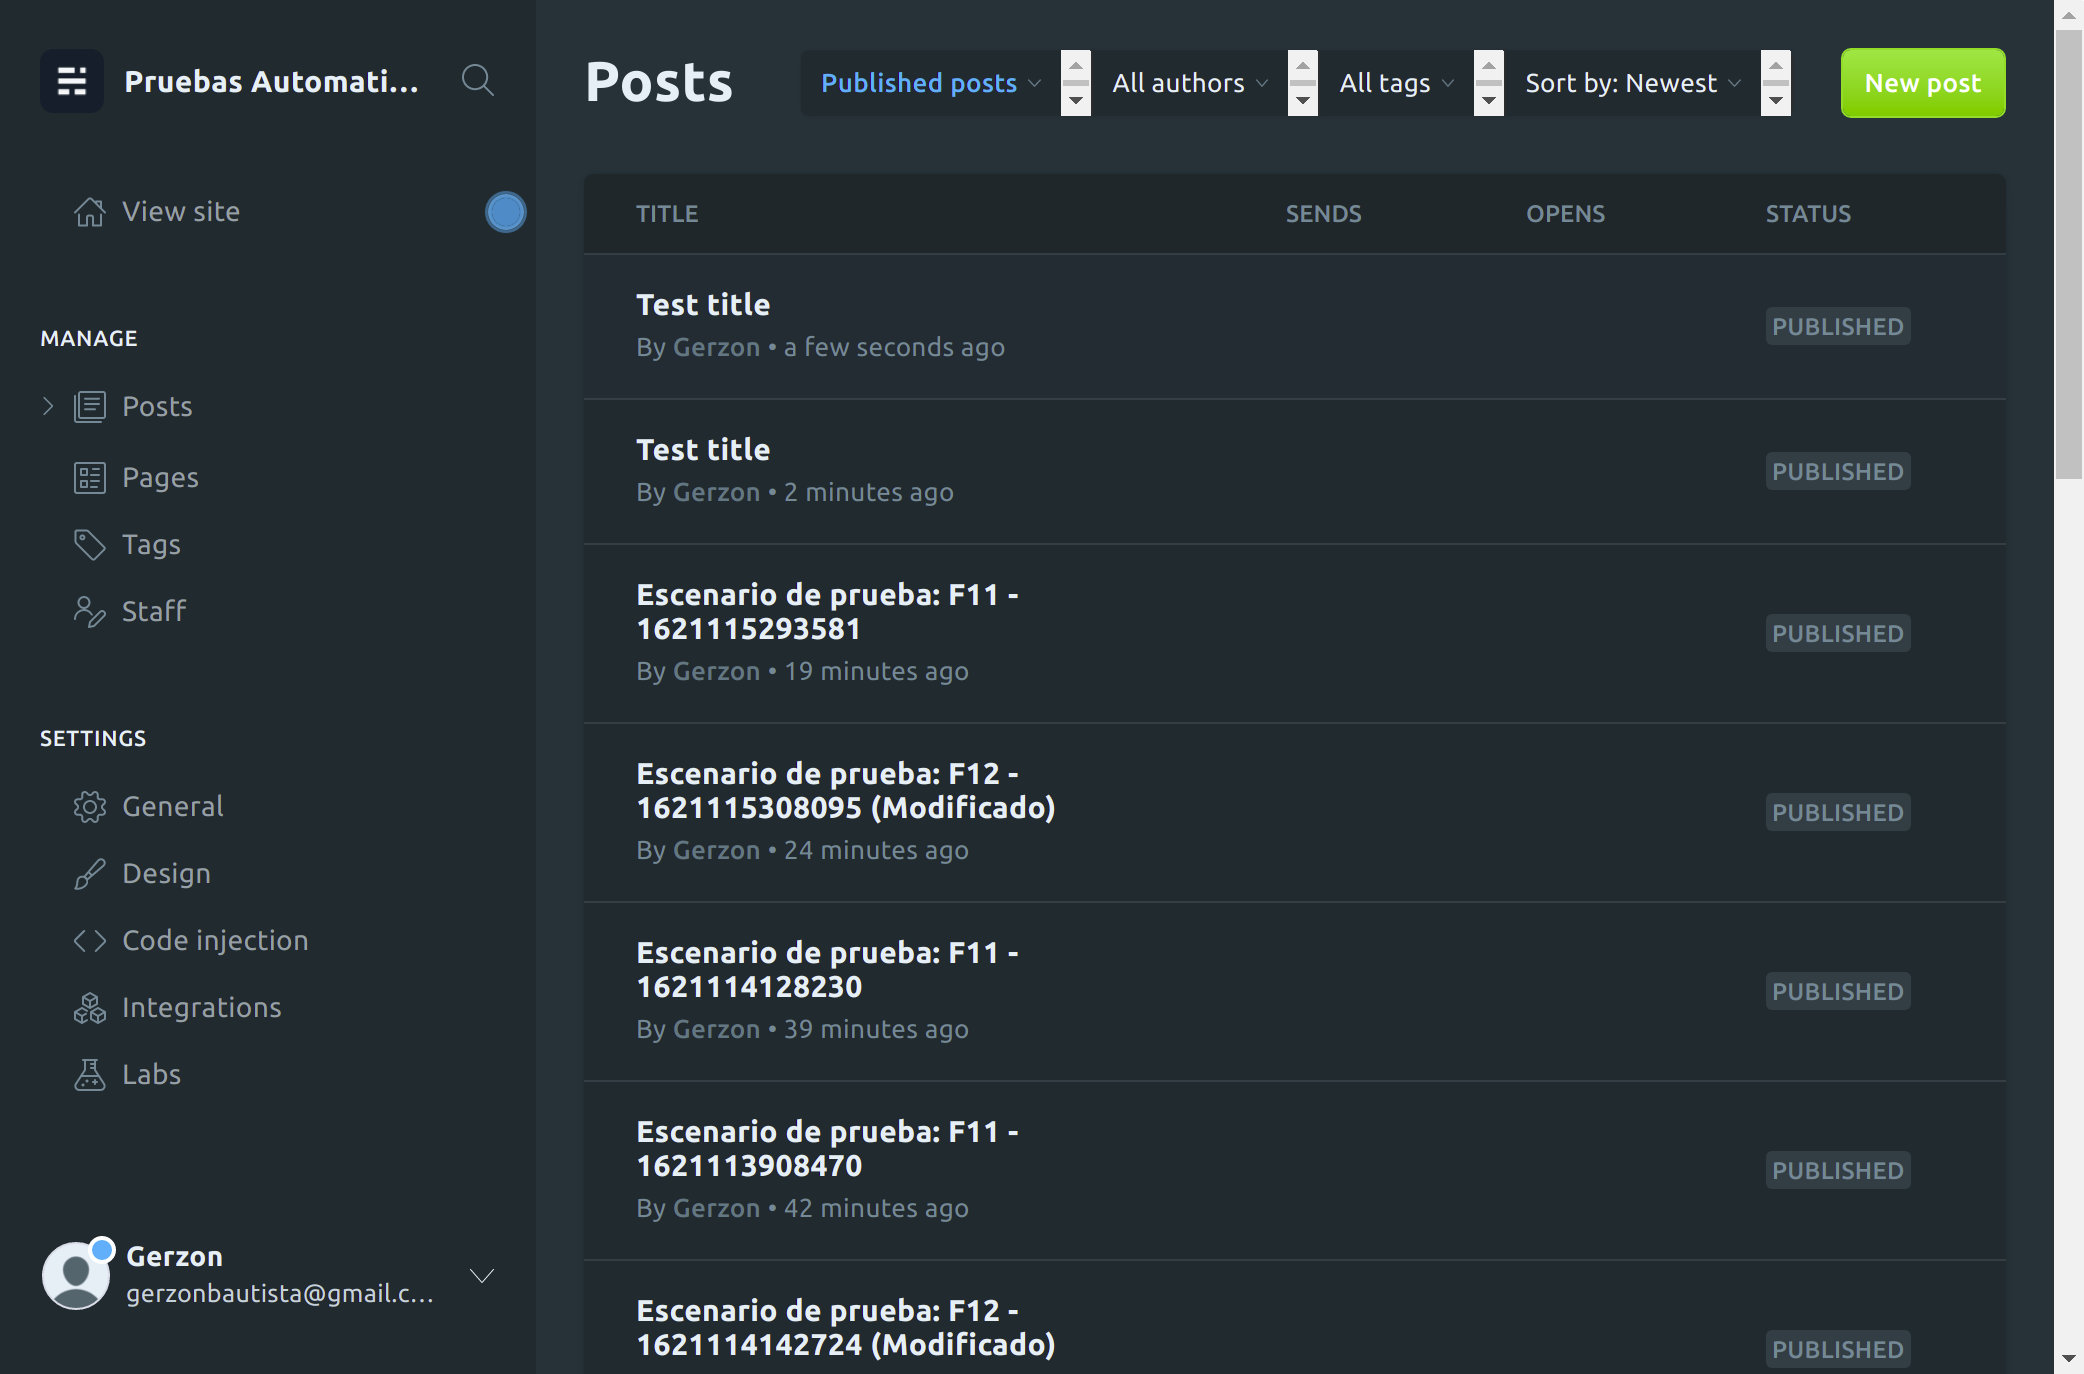 Pruebas Automati...
View site
MANAGE
Posts
Pages
Tags
Staff
SETTINGS
General
Design
Code injection
Integrations
Labs
Gerzon
gerzonbautista@gmail.c...
Posts
Published posts
All authors
All tags
Sort by: Newest
New post
TITLE SENDS OPENS STATUS
Test title
By Gerzon • a few seconds ago
PUBLISHED
Test title
By Gerzon • 2 minutes ago
PUBLISHED
Escenario de prueba: F11 -
1621115293581
By Gerzon • 19 minutes ago
PUBLISHED
Escenario de prueba: F12 -
1621115308095 (Modificado)
By Gerzon • 24 minutes ago
PUBLISHED
Escenario de prueba: F11 -
1621114128230
By Gerzon • 39 minutes ago
PUBLISHED
Escenario de prueba: F11 -
1621113908470
By Gerzon • 42 minutes ago
PUBLISHED
Escenario de prueba: F12 -
1621114142724 (Modificado)
PUBLISHED